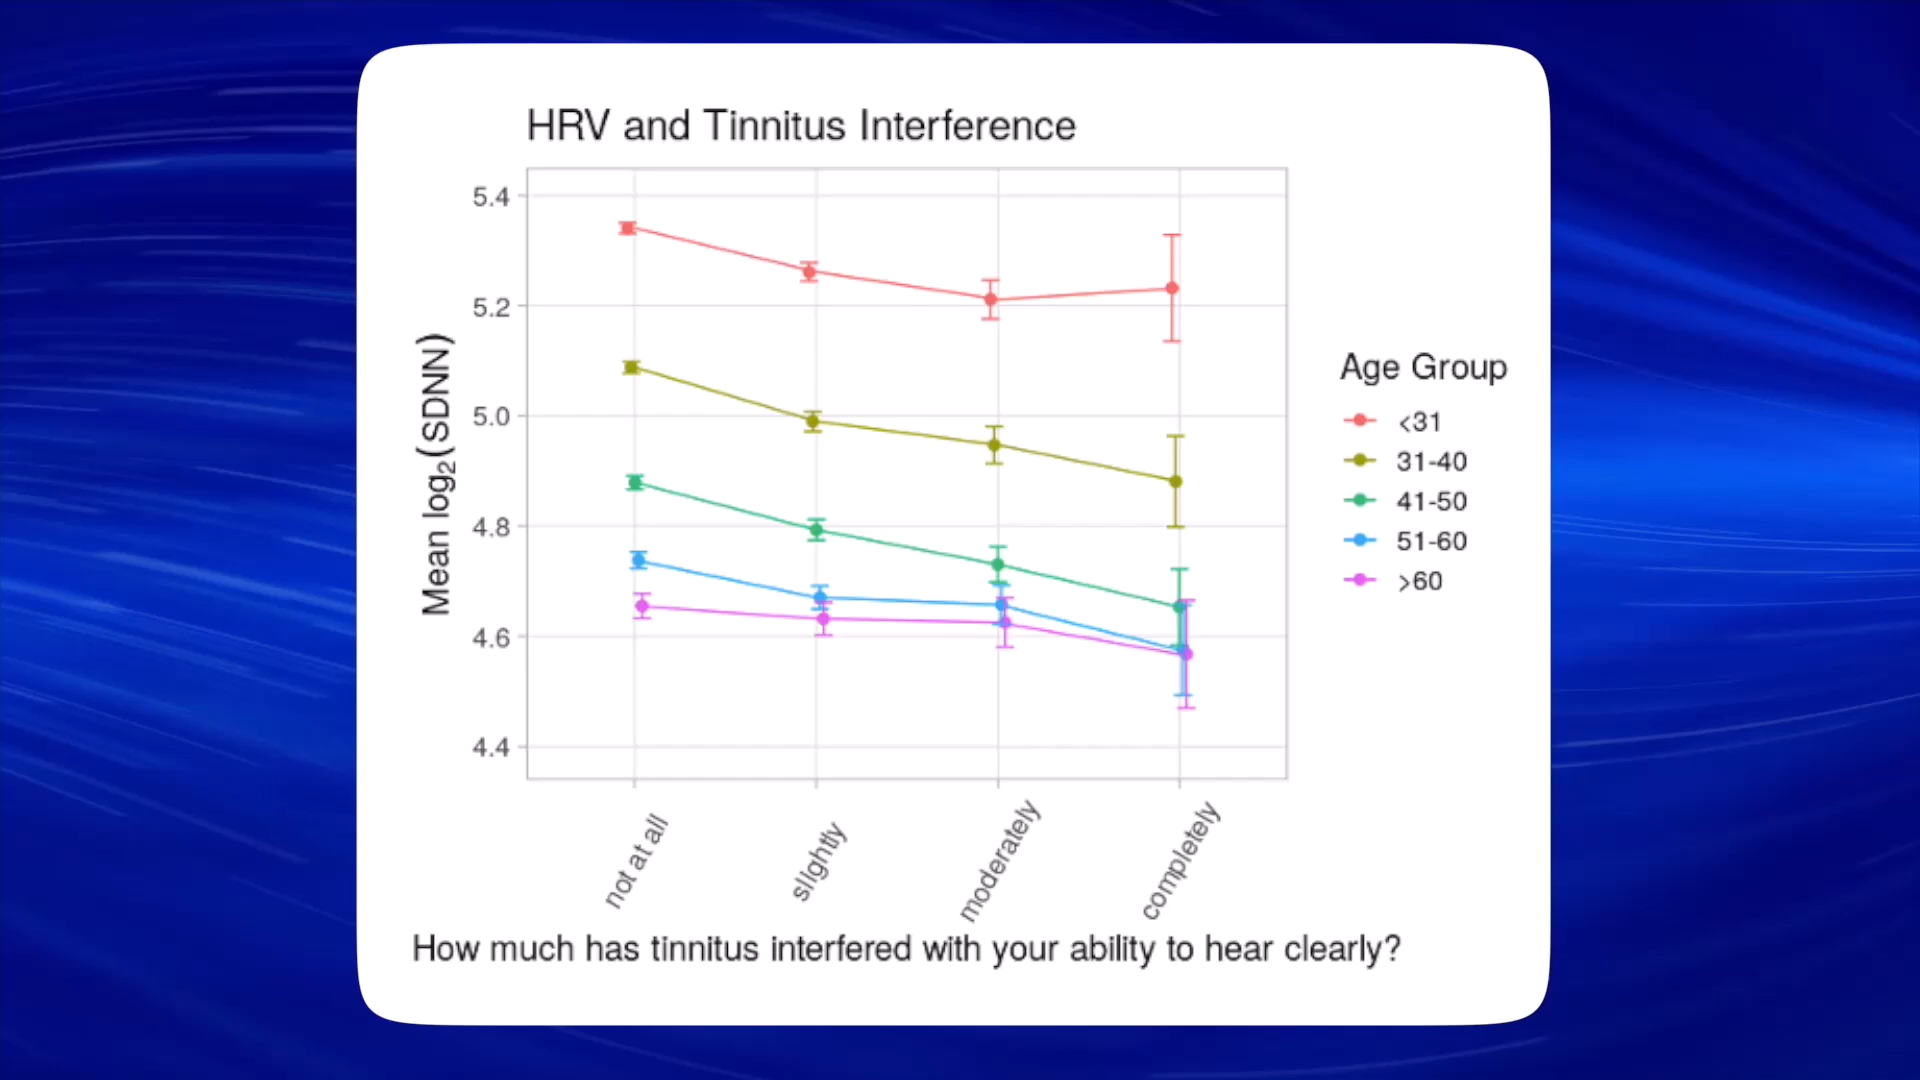 HRV and Tinnitus Interference
5.4
5.2
5.0
4.8
4.6
4.4
Mean log₂(SDNN)
not at all
slightly
moderately
completely
How much has tinnitus interfered with your ability to hear clearly?
Age Group
<31
31-40
41-50
51-60
>60